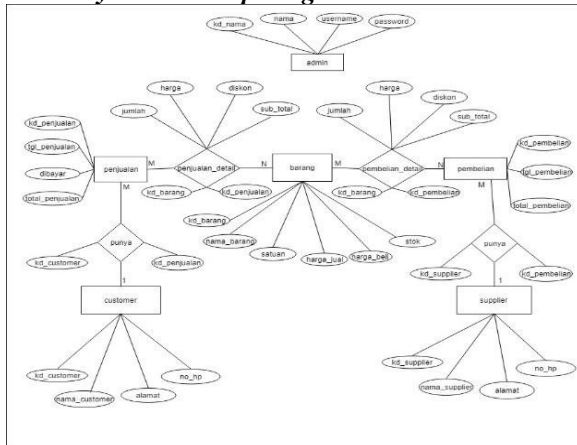 kd_nama
nama
username
password
admin
harga
diskon
jumlah
sub_total
harga
diskon
jumlah
sub_total
kd_penjualan
tgl_penjualan
dibayar
total_penjualan
penjualan
M
penjualan_detail
N
barang
M
pembelian_detail
N
pembelian
kd_pembelian
tgl_pembelian
total_pembelian
kd_barang
kd_penjualan
kd_barang
kd_pembelian
M
M
kd_barang
nama_barang
satuan
harga_jual
harga_beli
stok
punya
kd_customer
kd_penjualan
1
customer
punya
kd_supplier
kd_pembelian
1
supplier
kd_customer
nama_customer
alamat
no_hp
kd_supplier
nama_supplier
alamat
no_hp